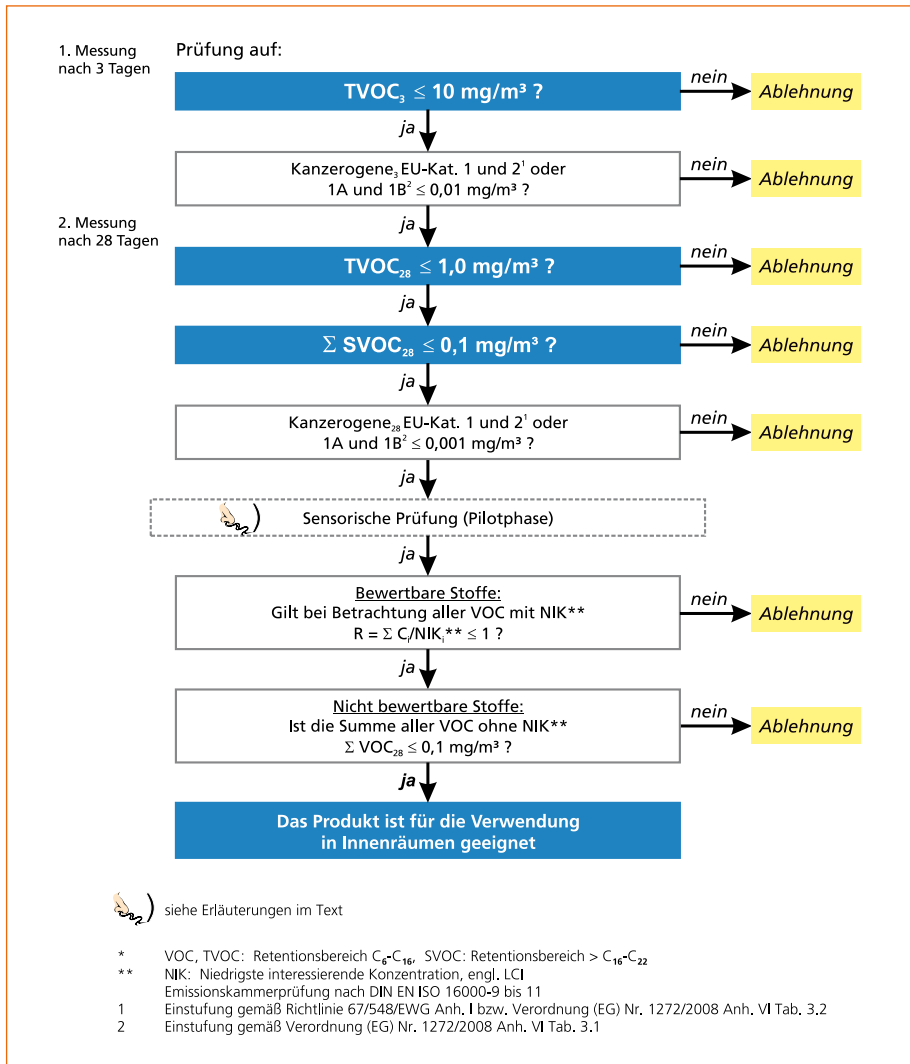 1. Messung
nach 3 Tagen
Prüfung auf:
TVOC₃ ≤ 10 mg/m³ ?
nein
Ablehnung
ja
Kanzerogene₃ EU-Kat. 1 und 2¹ oder
1A und 1B² ≤ 0,01 mg/m³ ?
nein
Ablehnung
ja
2. Messung
nach 28 Tagen
TVOC₂₈ ≤ 1,0 mg/m³ ?
nein
Ablehnung
ja
Σ SVOC₂₈ ≤ 0,1 mg/m³ ?
nein
Ablehnung
ja
Kanzerogene₂₈ EU-Kat. 1 und 2¹ oder
1A und 1B² ≤ 0,001 mg/m³ ?
nein
Ablehnung
ja
Sensorische Prüfung (Pilotphase)
ja
Bewertbare Stoffe:
Gilt bei Betrachtung aller VOC mit NIK**
R = Σ Cᵢ/NIKᵢ** ≤ 1 ?
nein
Ablehnung
ja
Nicht bewertbare Stoffe:
Ist die Summe aller VOC ohne NIK**
Σ VOC₂₈ ≤ 0,1 mg/m³ ?
nein
Ablehnung
ja
Das Produkt ist für die Verwendung
in Innenräumen geeignet
) siehe Erläuterungen im Text
* VOC, TVOC: Retentionsbereich C₆-C₁₆, SVOC: Retentionsbereich > C₁₆-C₂₂
** NIK: Niedrigste interessierende Konzentration, engl. LCI
Emissionskammerprüfung nach DIN EN ISO 16000-9 bis 11
1 Einstufung gemäß Richtlinie 67/548/EWG Anh. I bzw. Verordnung (EG) Nr. 1272/2008 Anh. VI Tab. 3.2
2 Einstufung gemäß Verordnung (EG) Nr. 1272/2008 Anh. VI Tab. 3.1